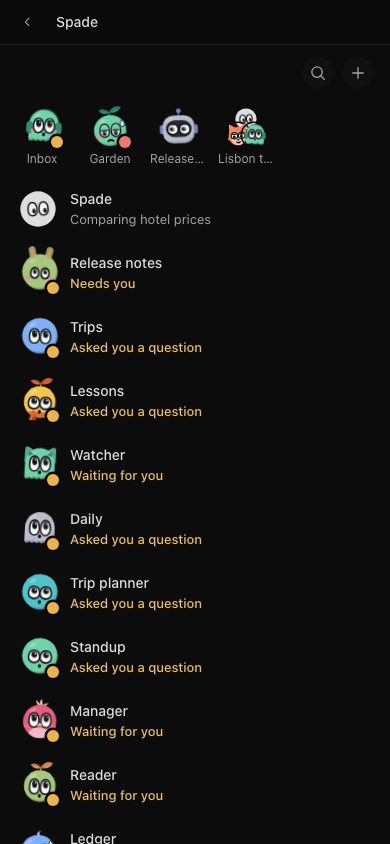 Spade
Inbox
Garden
Release...
Lisbon t...
Spade
Comparing hotel prices
Release notes
Needs you
Trips
Asked you a question
Lessons
Asked you a question
Watcher
Waiting for you
Daily
Asked you a question
Trip planner
Asked you a question
Standup
Asked you a question
Manager
Waiting for you
Reader
Waiting for you
Ledger